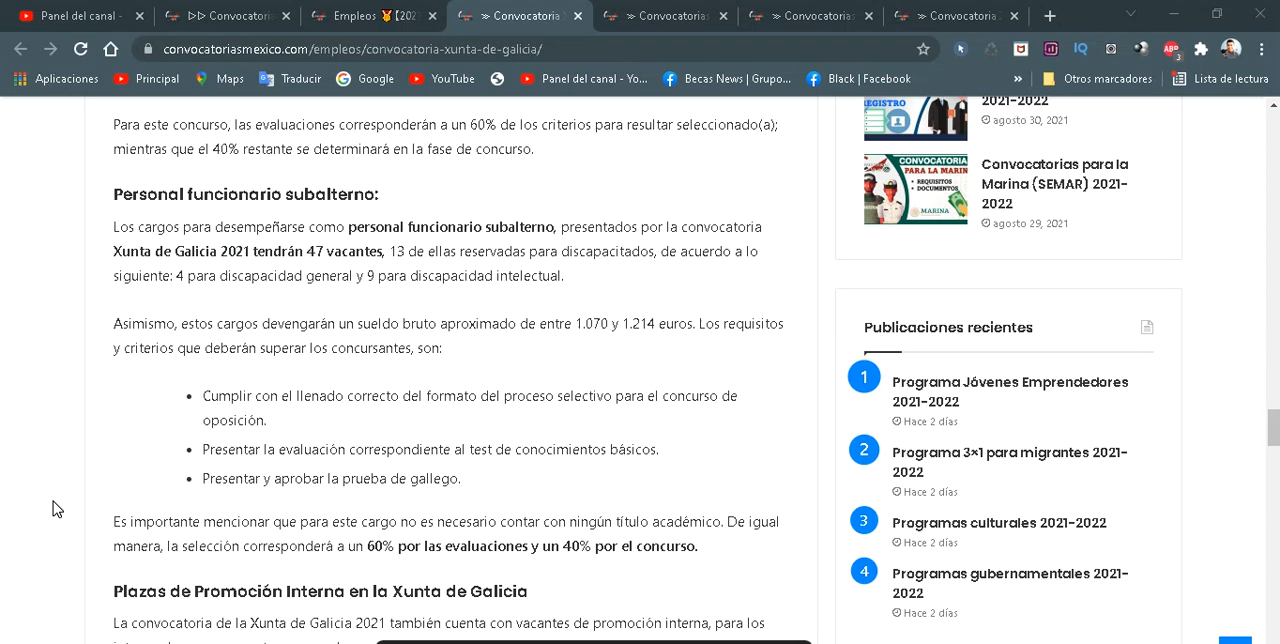 Panel del canal -
▷▷ Convocatoria
Empleos 🏅【202
≫ Convocatoria
≫ Convocatorias
≫ Convocatorias
≫ Convocatoria
convocatoriasmexico.com/empleos/convocatoria-xunta-de-galicia/
IQ
ABP
3
Aplicaciones
Principal
Maps
Traducir
Google
YouTube
Panel del canal - Yo...
Becas News | Grupo...
Black | Facebook
»
Otros marcadores
Lista de lectura
Para este concurso, las evaluaciones corresponderán a un 60% de los criterios para resultar seleccionado(a);
mientras que el 40% restante se determinará en la fase de concurso.
Personal funcionario subalterno:
Los cargos para desempeñarse como personal funcionario subalterno, presentados por la convocatoria
Xunta de Galicia 2021 tendrán 47 vacantes, 13 de ellas reservadas para discapacitados, de acuerdo a lo
siguiente: 4 para discapacidad general y 9 para discapacidad intelectual.
Asimismo, estos cargos devengarán un sueldo bruto aproximado de entre 1.070 y 1.214 euros. Los requisitos
y criterios que deberán superar los concursantes, son:
• Cumplir con el llenado correcto del formato del proceso selectivo para el concurso de
oposición.
• Presentar la evaluación correspondiente al test de conocimientos básicos.
• Presentar y aprobar la prueba de gallego.
Es importante mencionar que para este cargo no es necesario contar con ningún título académico. De igual
manera, la selección corresponderá a un 60% por las evaluaciones y un 40% por el concurso.
Plazas de Promoción Interna en la Xunta de Galicia
La convocatoria de la Xunta de Galicia 2021 también cuenta con vacantes de promoción interna, para los
REGISTRO
2021-2022
agosto 30, 2021
CONVOCATORIA
PARA LA MARIN
• REQUISITOS
• DOCUMENTOS
MARINA
Convocatorias para la
Marina (SEMAR) 2021-
2022
agosto 29, 2021
Publicaciones recientes
1
Programa Jóvenes Emprendedores
2021-2022
Hace 2 días
2
Programa 3×1 para migrantes 2021-
2022
Hace 2 días
3
Programas culturales 2021-2022
Hace 2 días
4
Programas gubernamentales 2021-
2022
Hace 2 días